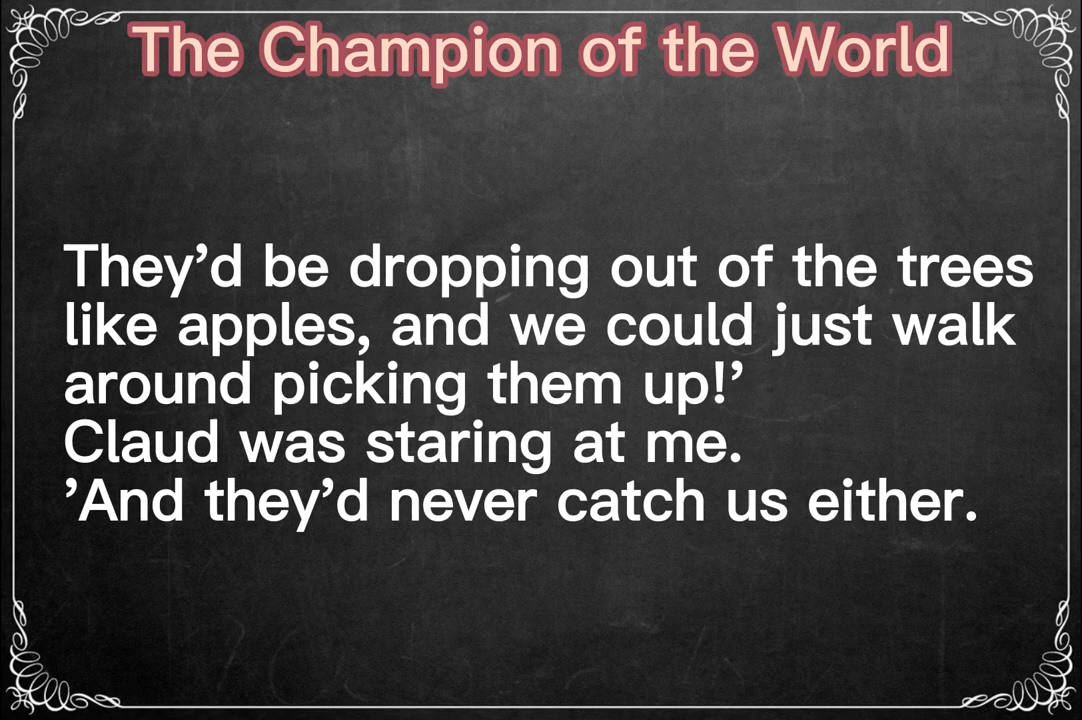 The Champion of the World
They’d be dropping out of the trees
like apples, and we could just walk
around picking them up!’
Claud was staring at me.
’And they’d never catch us either.